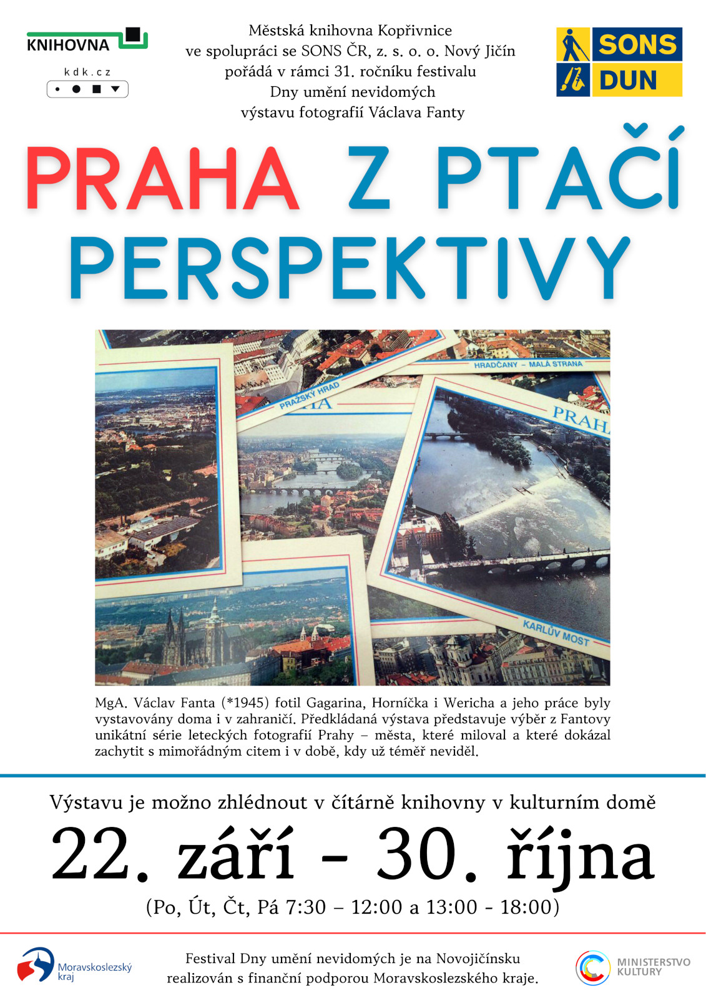 KNIHOVNA
kdk.cz
Městská knihovna Kopřivnice
ve spolupráci se SONS ČR, z. s. o. o. Nový Jičín
pořádá v rámci 31. ročníku festivalu
Dny umění nevidomých
výstavu fotografií Václava Fanty
SONS
DUN
PRAHA Z PTAČÍ
PERSPEKTIVY
HRADČANY – MALÁ STRANA
PRAŽSKÝ HRAD
PRAHA
KARLŮV MOST
MgA. Václav Fanta (*1945) fotil Gagarina, Horníčka i Wericha a jeho práce byly
vystavovány doma i v zahraničí. Předkládaná výstava představuje výběr z Fantovy
unikátní série leteckých fotografií Prahy – města, které miloval a které dokázal
zachytit s mimořádným citem i v době, kdy už téměř neviděl.
Výstavu je možno zhlédnout v čítárně knihovny v kulturním domě
22. září - 30. října
(Po, Út, Čt, Pá 7:30 – 12:00 a 13:00 - 18:00)
Moravskoslezský
kraj
Festival Dny umění nevidomých je na Novojičínsku
realizován s finanční podporou Moravskoslezského kraje.
MINISTERSTVO
KULTURY